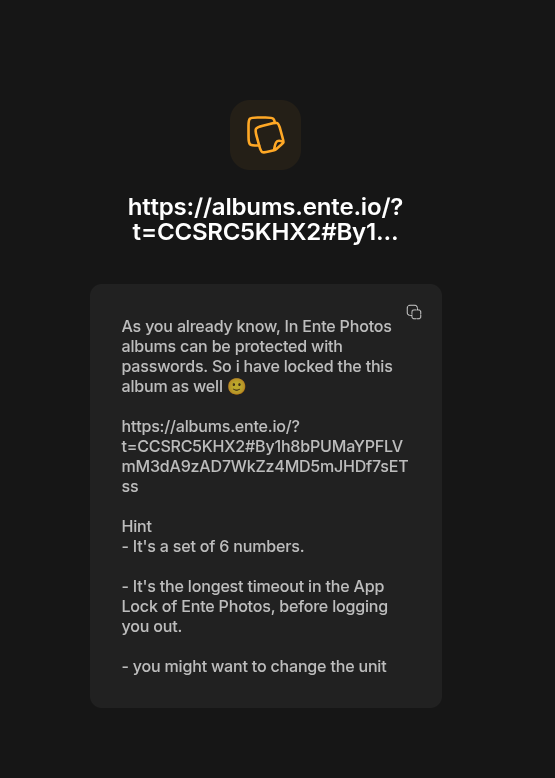 https://albums.ente.io/?
t=CCSRC5KHX2#By1...
As you already know, In Ente Photos
albums can be protected with
passwords. So i have locked the this
album as well 🙂
https://albums.ente.io/?
t=CCSRC5KHX2#By1h8bPUMaYPFLV
mM3dA9zAD7WkZz4MD5mJHDf7sET
ss
Hint
- It's a set of 6 numbers.
- It's the longest timeout in the App
Lock of Ente Photos, before logging
you out.
- you might want to change the unit